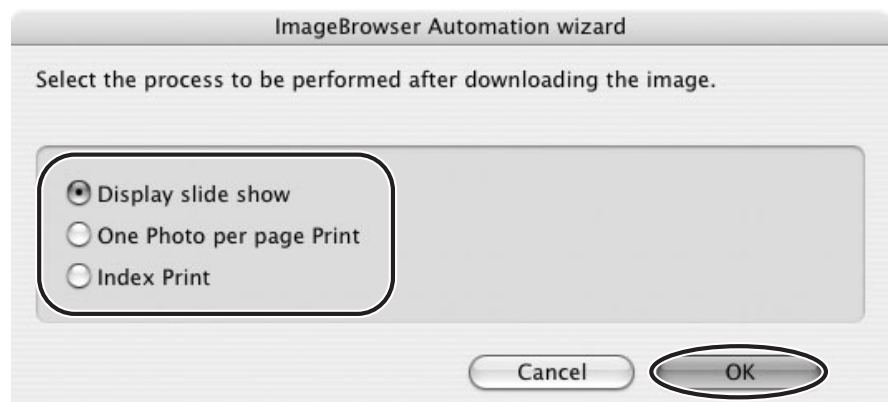 ImageBrowser Automation wizard
Select the process to be performed after downloading the image.
Display slide show
One Photo per page Print
Index Print
Cancel OK